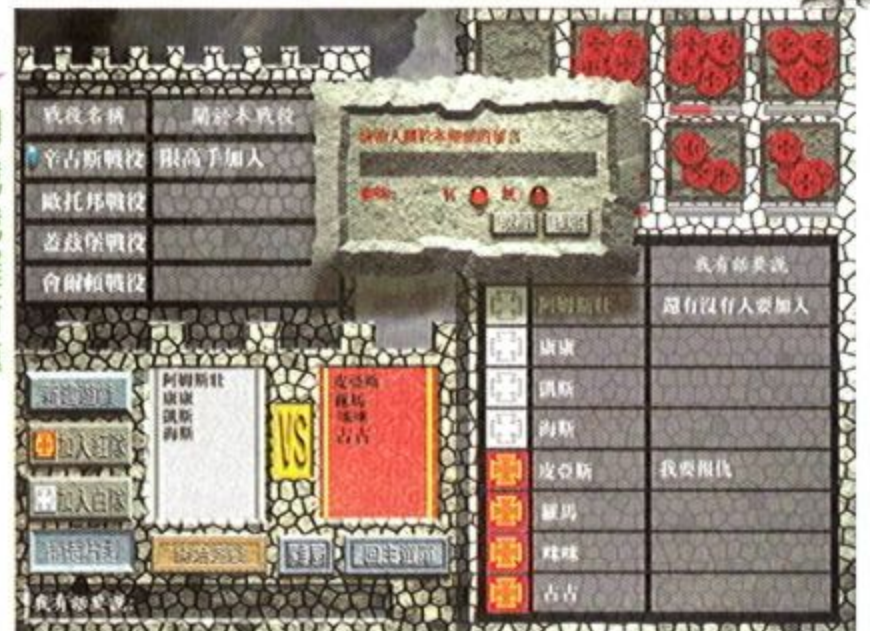 戰役名稱
關於本戰役
辛古斯戰役
限高手加入
歐托邦戰役
蓋茲堡戰役
會爾頓戰役
我有話要說
阿姆斯壯
還有沒有人要加入
康康
凱斯
海斯
皮亞斯
我要報仇
羅馬
咪咪
古古
阿姆斯壯
康康
凱斯
海斯
VS
皮亞斯
羅馬
咪咪
古古
加入紅隊
加入白隊
回主選單
我有話要說: